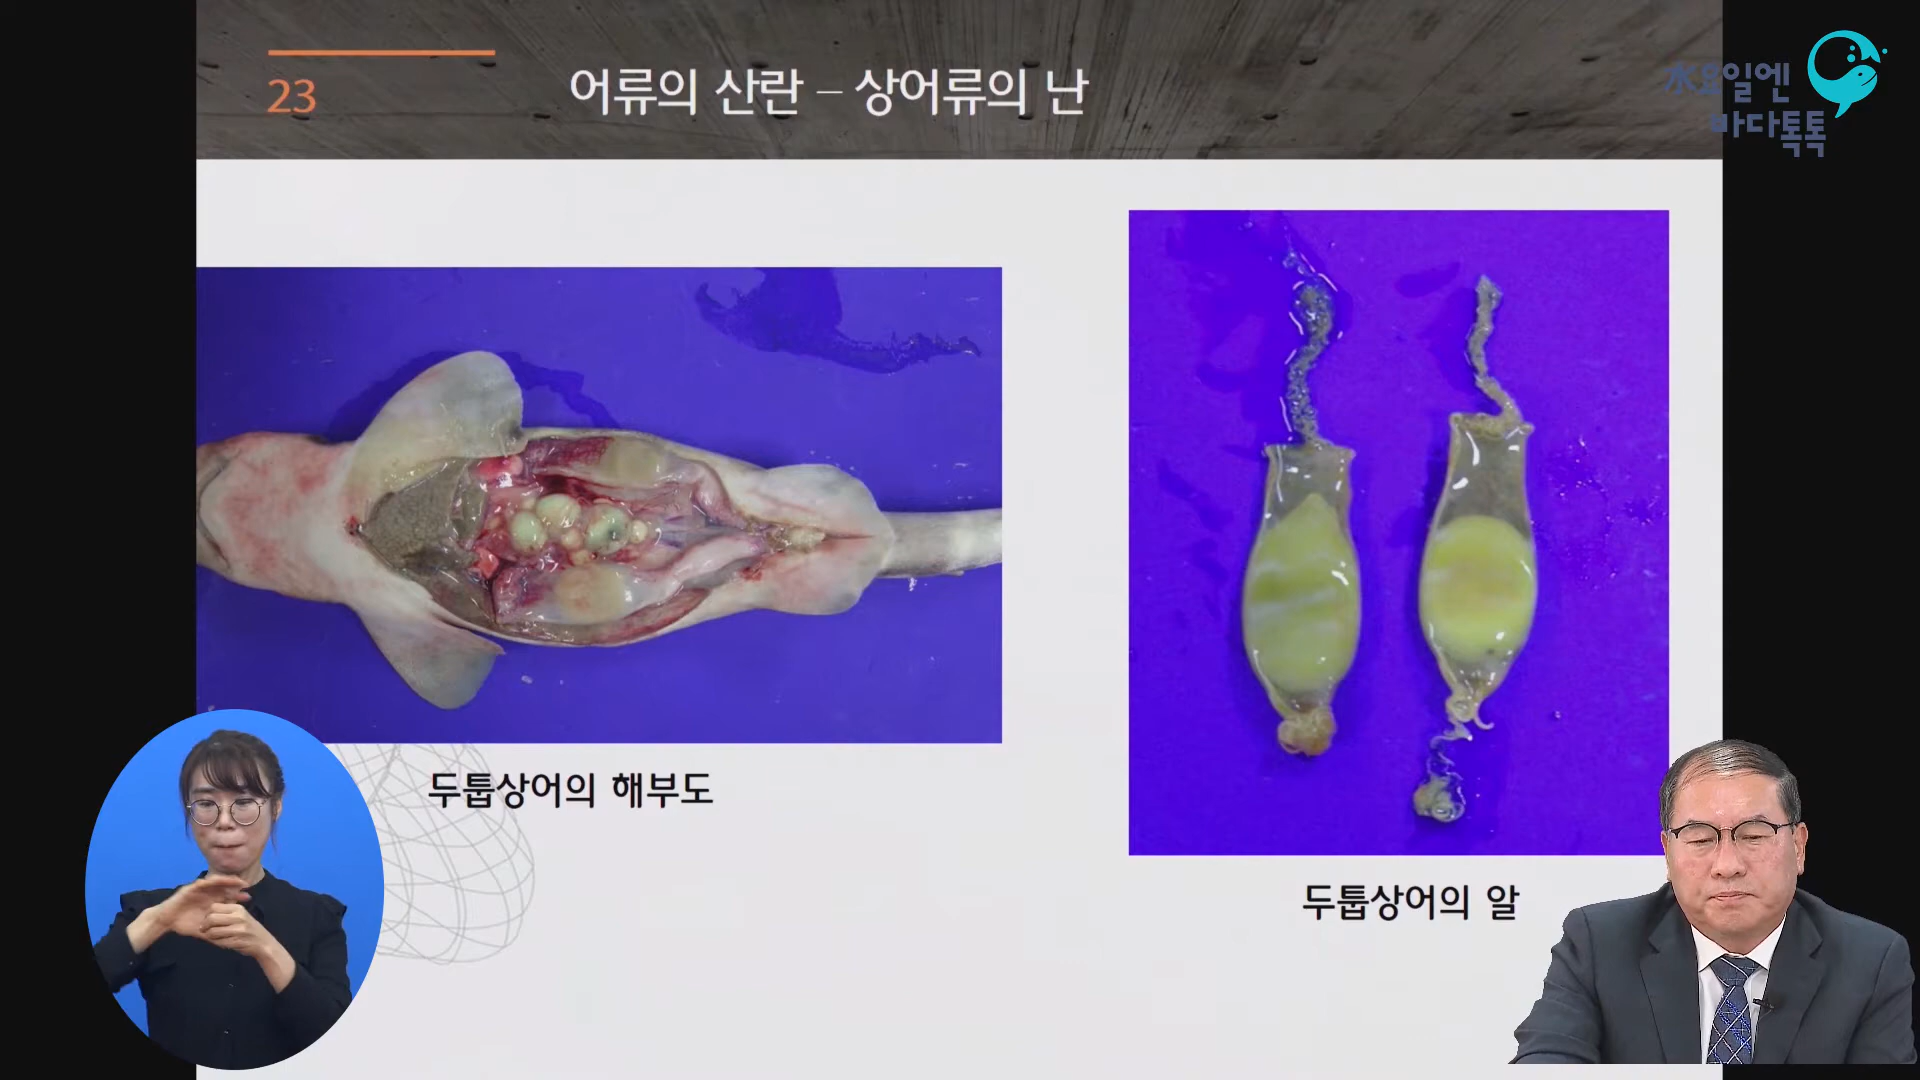 23
어류의 산란 – 상어류의 난
水요일엔
바다톡톡
두툽상어의 해부도
두툽상어의 알